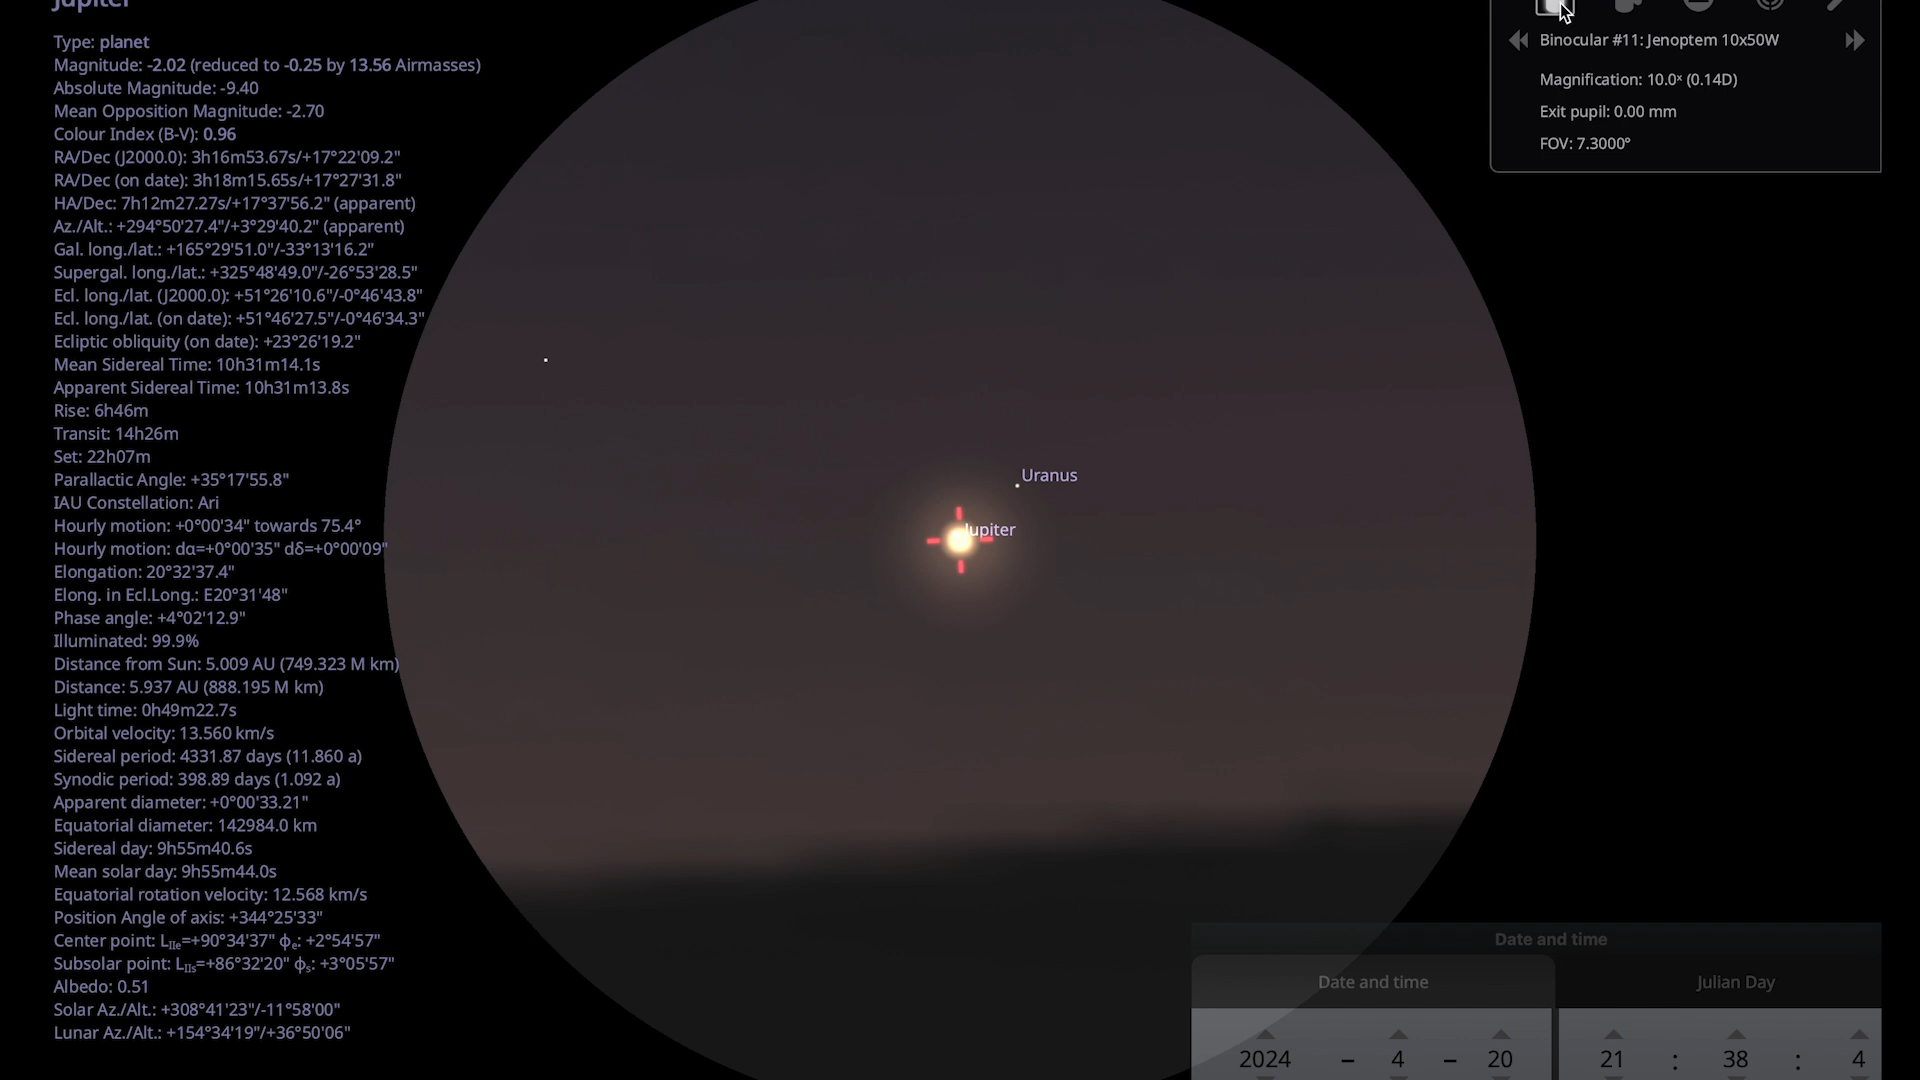 Jupiter
Type: planet
Magnitude: -2.02 (reduced to -0.25 by 13.56 Airmasses)
Absolute Magnitude: -9.40
Mean Opposition Magnitude: -2.70
Colour Index (B-V): 0.96
RA/Dec (J2000.0): 3h16m53.67s/+17°22'09.2"
RA/Dec (on date): 3h18m15.65s/+17°27'31.8"
HA/Dec: 7h12m27.27s/+17°37'56.2" (apparent)
Az./Alt.: +294°50'27.4"/+3°29'40.2" (apparent)
Gal. long./lat.: +165°29'51.0"/-33°13'16.2"
Supergal. long./lat.: +325°48'49.0"/-26°53'28.5"
Ecl. long./lat. (J2000.0): +51°26'10.6"/-0°46'43.8"
Ecl. long./lat. (on date): +51°46'27.5"/-0°46'34.3"
Ecliptic obliquity (on date): +23°26'19.2"
Mean Sidereal Time: 10h31m14.1s
Apparent Sidereal Time: 10h31m13.8s
Rise: 6h46m
Transit: 14h26m
Set: 22h07m
Parallactic Angle: +35°17'55.8"
IAU Constellation: Ari
Hourly motion: +0°00'34" towards 75.4°
Hourly motion: dα=+0°00'35" dδ=+0°00'09"
Elongation: 20°32'37.4"
Elong. in Ecl.Long.: E20°31'48"
Phase angle: +4°02'12.9"
Illuminated: 99.9%
Distance from Sun: 5.009 AU (749.323 M km)
Distance: 5.937 AU (888.195 M km)
Light time: 0h49m22.7s
Orbital velocity: 13.560 km/s
Sidereal period: 4331.87 days (11.860 a)
Synodic period: 398.89 days (1.092 a)
Apparent diameter: +0°00'33.21"
Equatorial diameter: 142984.0 km
Sidereal day: 9h55m40.6s
Mean solar day: 9h55m44.0s
Equatorial rotation velocity: 12.568 km/s
Position Angle of axis: +344°25'33"
Center point: LIIe=+90°34'37" ϕe: +2°54'57"
Subsolar point: LIIs=+86°32'20" ϕs: +3°05'57"
Albedo: 0.51
Solar Az./Alt.: +308°41'23"/-11°58'00"
Lunar Az./Alt.: +154°34'19"/+36°50'06"
Uranus
Jupiter
Binocular #11: Jenoptem 10x50W
Magnification: 10.0ˣ (0.14D)
Exit pupil: 0.00 mm
FOV: 7.3000°
Date and time
Date and time
Julian Day
2024 – 4 – 20 21 : 38 : 4